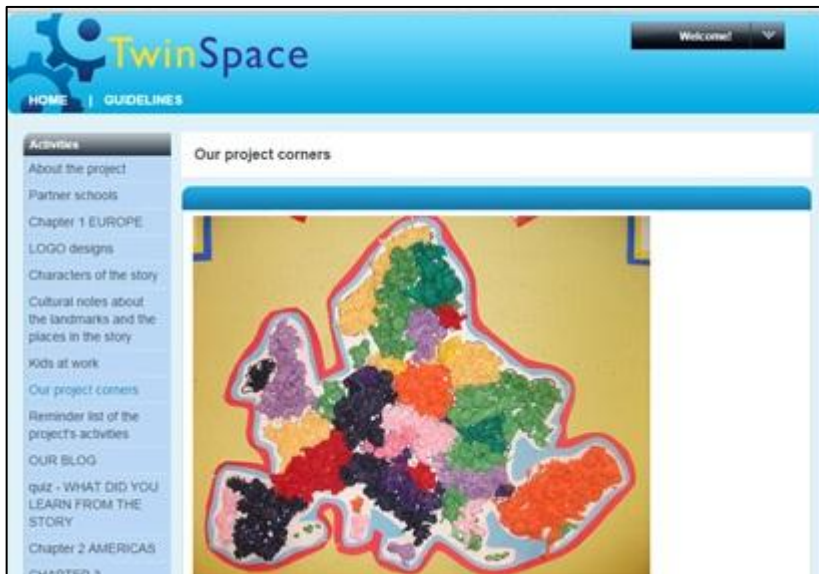 TwinSpace
Welcome!
HOME | GUIDELINES
Activities
About the project
Partner schools
Chapter 1 EUROPE
LOGO designs
Characters of the story
Cultural notes about
the landmarks and the
places in the story
Kids at work
Our project corners
Reminder list of the
project's activities
OUR BLOG
quiz - WHAT DID YOU
LEARN FROM THE
STORY
Chapter 2 AMERICAS
Our project corners